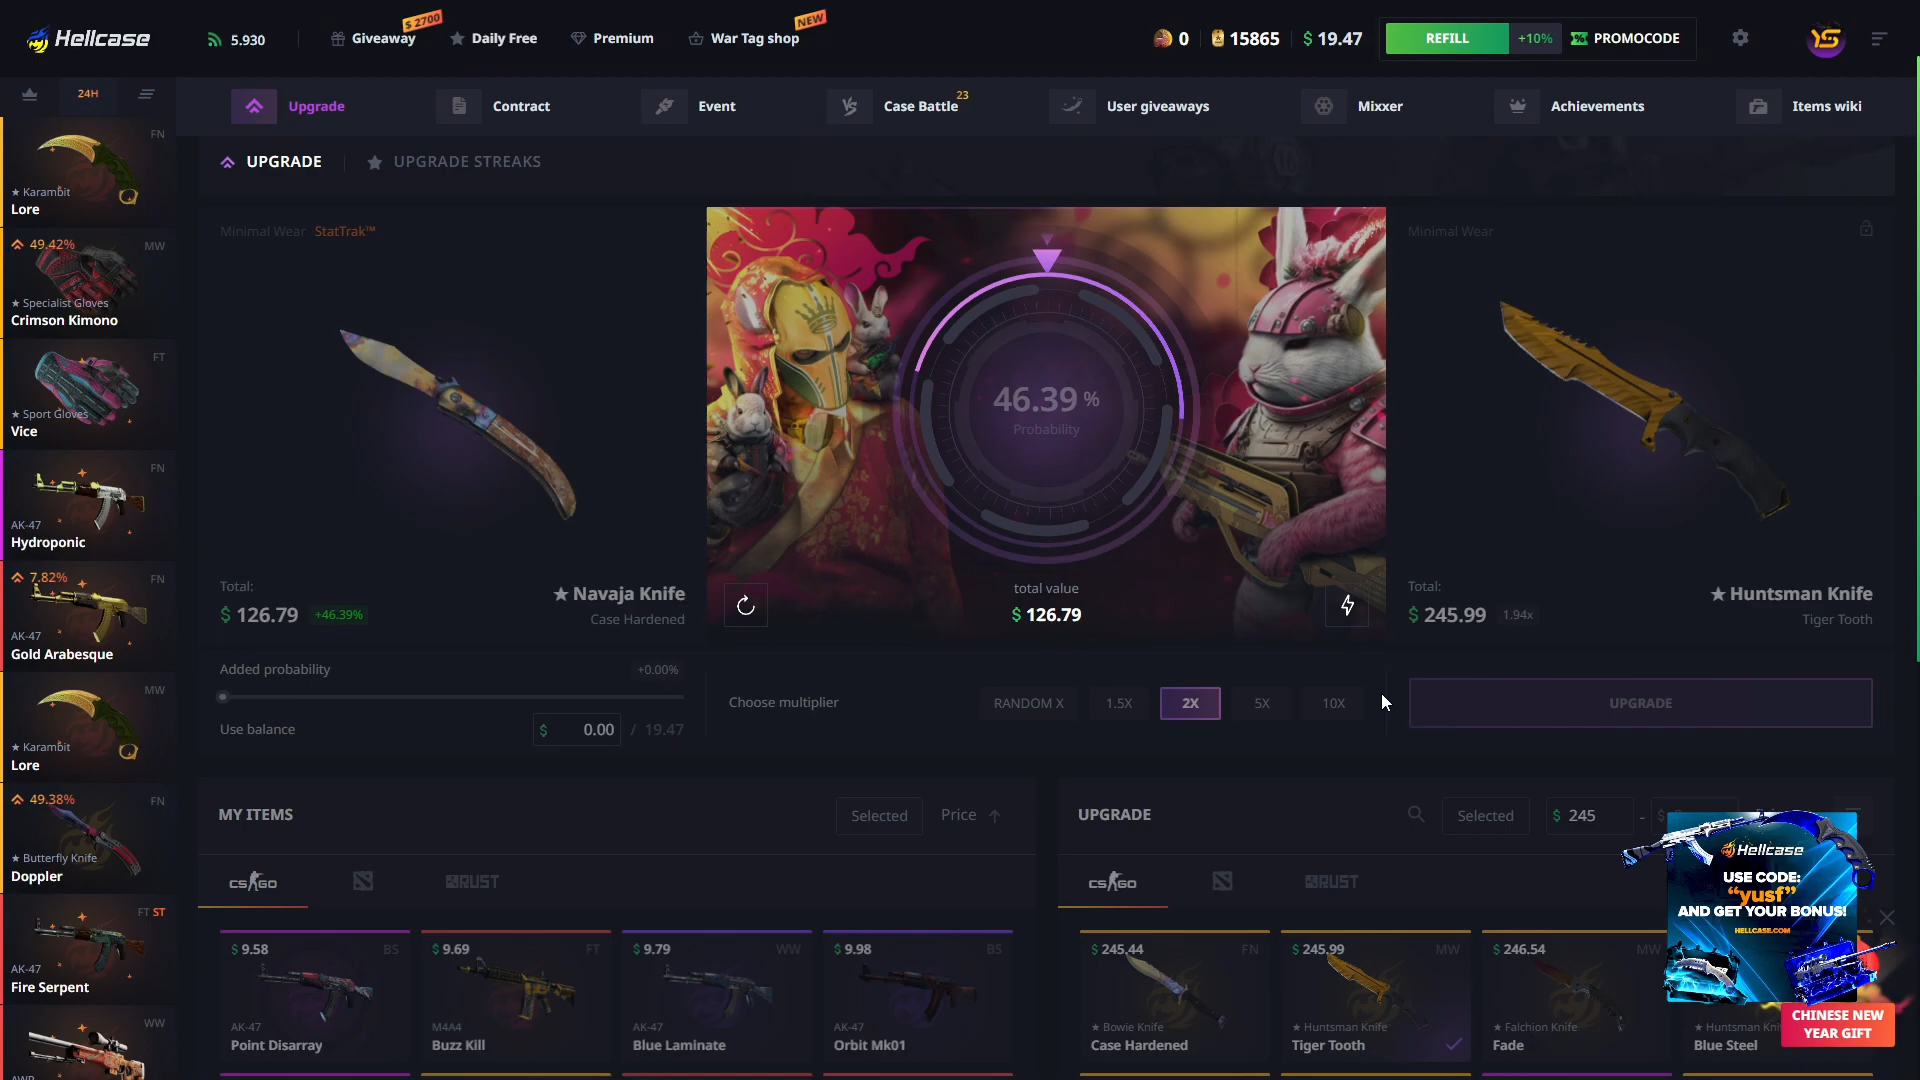 Hellcase
5.930
Giveaway
$ 2700
Daily Free
Premium
War Tag shop
NEW
0
15865
$ 19.47
REFILL
+10%
PROMOCODE
YS
24H
Upgrade
Contract
Event
Case Battle
23
User giveaways
Mixxer
Achievements
Items wiki
UPGRADE
UPGRADE STREAKS
FN
★ Karambit
Lore
49.42%
MW
★ Specialist Gloves
Crimson Kimono
FT
★ Sport Gloves
Vice
FN
AK-47
Hydroponic
7.82%
FN
AK-47
Gold Arabesque
MW
★ Karambit
Lore
49.38%
FN
★ Butterfly Knife
Doppler
FT ST
AK-47
Fire Serpent
WW
AWP
Minimal Wear StatTrak™
Total:
$ 126.79
+46.39%
★ Navaja Knife
Case Hardened
46.39 %
Probability
total value
$ 126.79
Minimal Wear
Total:
$ 245.99
1.94x
★ Huntsman Knife
Tiger Tooth
Added probability
+0.00%
Use balance
$ 0.00 / 19.47
Choose multiplier
RANDOM X
1.5X
2X
5X
10X
UPGRADE
MY ITEMS
Selected
Price
CS GO
RUST
$ 9.58
BS
AK-47
Point Disarray
$ 9.69
FT
M4A4
Buzz Kill
$ 9.79
WW
AK-47
Blue Laminate
$ 9.98
BS
AK-47
Orbit Mk01
UPGRADE
Selected
$ 245
-
$
CS GO
RUST
$ 245.44
FN
★ Bowie Knife
Case Hardened
$ 245.99
MW
★ Huntsman Knife
Tiger Tooth
$ 246.54
MW
★ Falchion Knife
Fade
★ Huntsman Kni
Blue Steel
Hellcase
USE CODE:
“yusf”
AND GET YOUR BONUS!
HELLCASE.COM
CHINESE NEW
YEAR GIFT